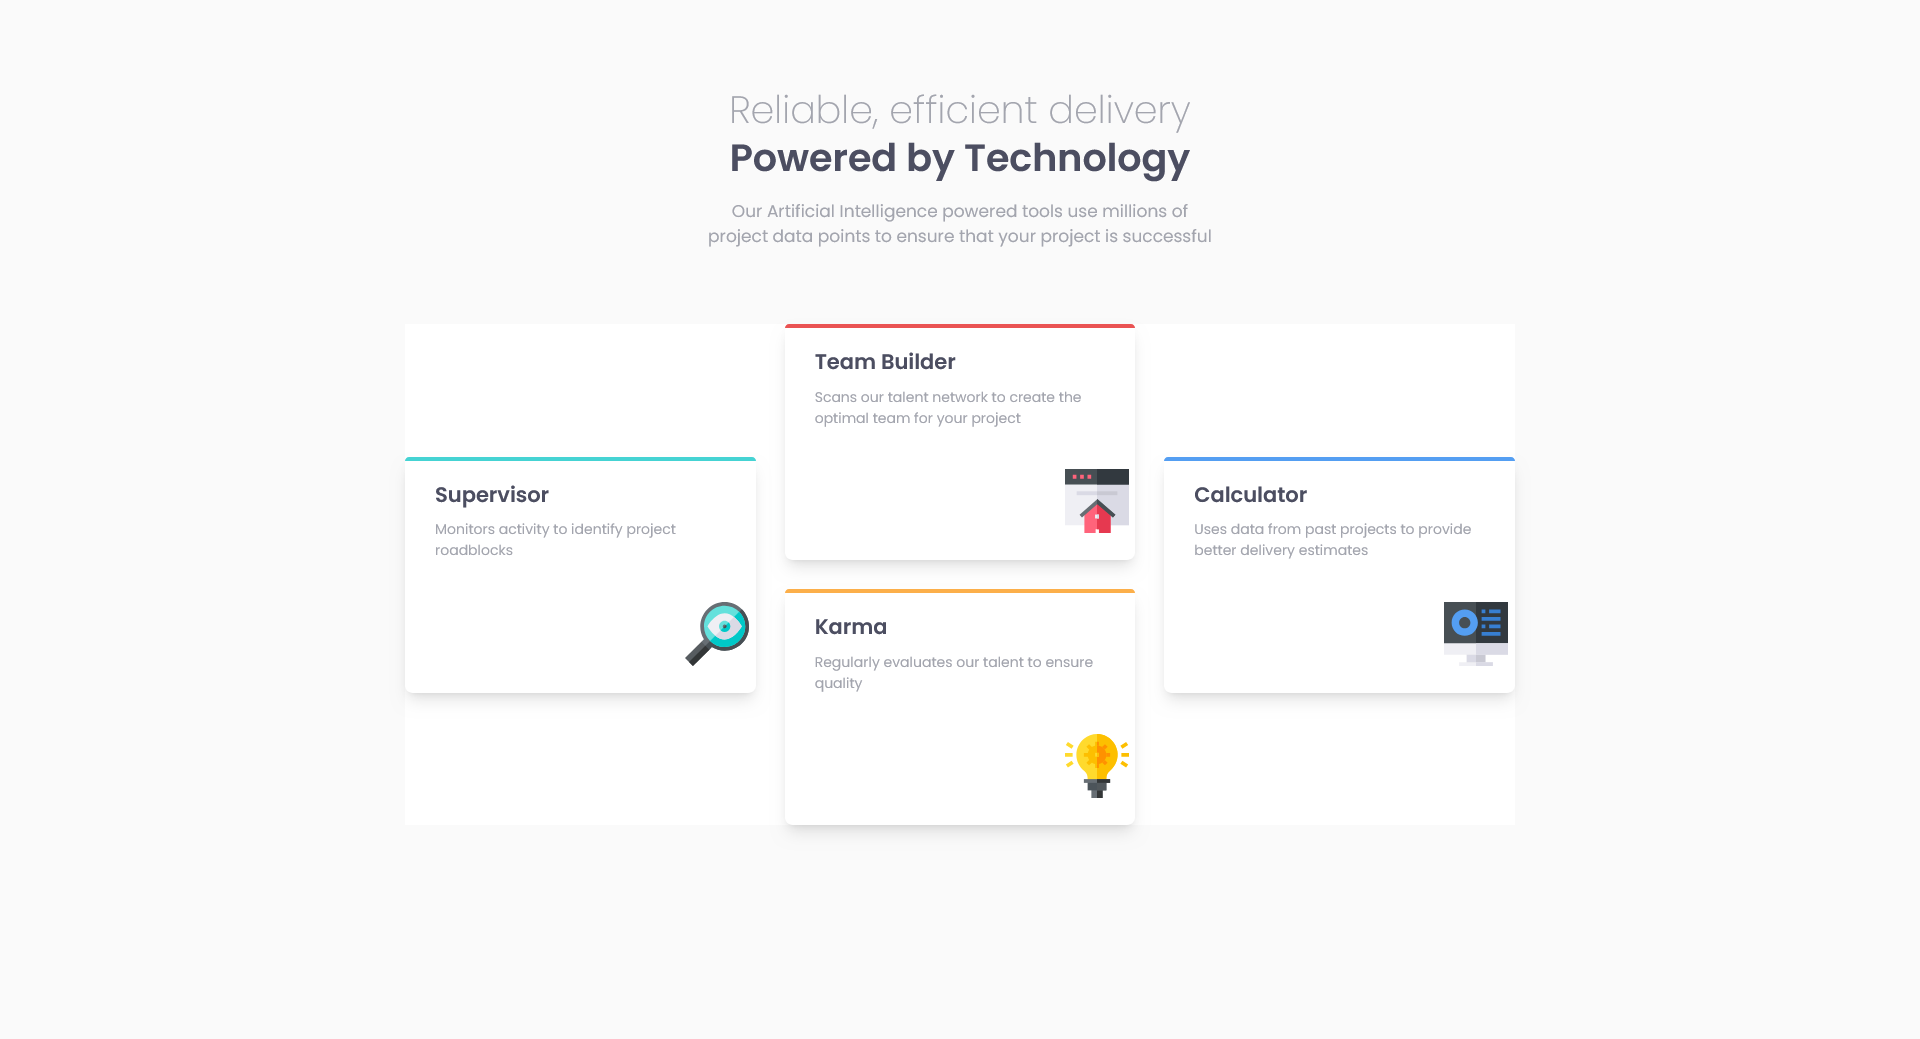 Reliable, efficient delivery
Powered by Technology
Our Artificial Intelligence powered tools use millions of
project data points to ensure that your project is successful
Supervisor
Monitors activity to identify project
roadblocks
Team Builder
Scans our talent network to create the
optimal team for your project
Karma
Regularly evaluates our talent to ensure
quality
Calculator
Uses data from past projects to provide
better delivery estimates